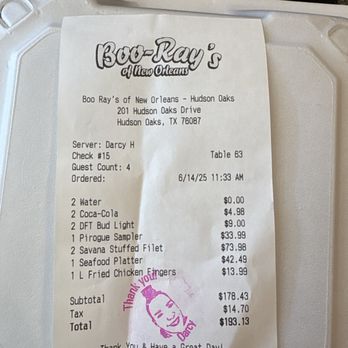 Boo-Ray's
of New Orleans
Boo Ray's of New Orleans - Hudson Oaks
201 Hudson Oaks Drive
Hudson Oaks, TX 76087
Server: Darcy H
Check #15 Table 63
Guest Count: 4
Ordered: 6/14/25 11:33 AM
2 Water $0.00
2 Coca-Cola $4.98
2 DFT Bud Light $9.00
1 Pirogue Sampler $33.99
2 Savana Stuffed Filet $73.98
1 Seafood Platter $42.49
1 L Fried Chicken Fingers $13.99
Subtotal $178.43
Tax $14.70
Total $193.13
Thank you!
Darcy
Thank You & Have a Great Day!